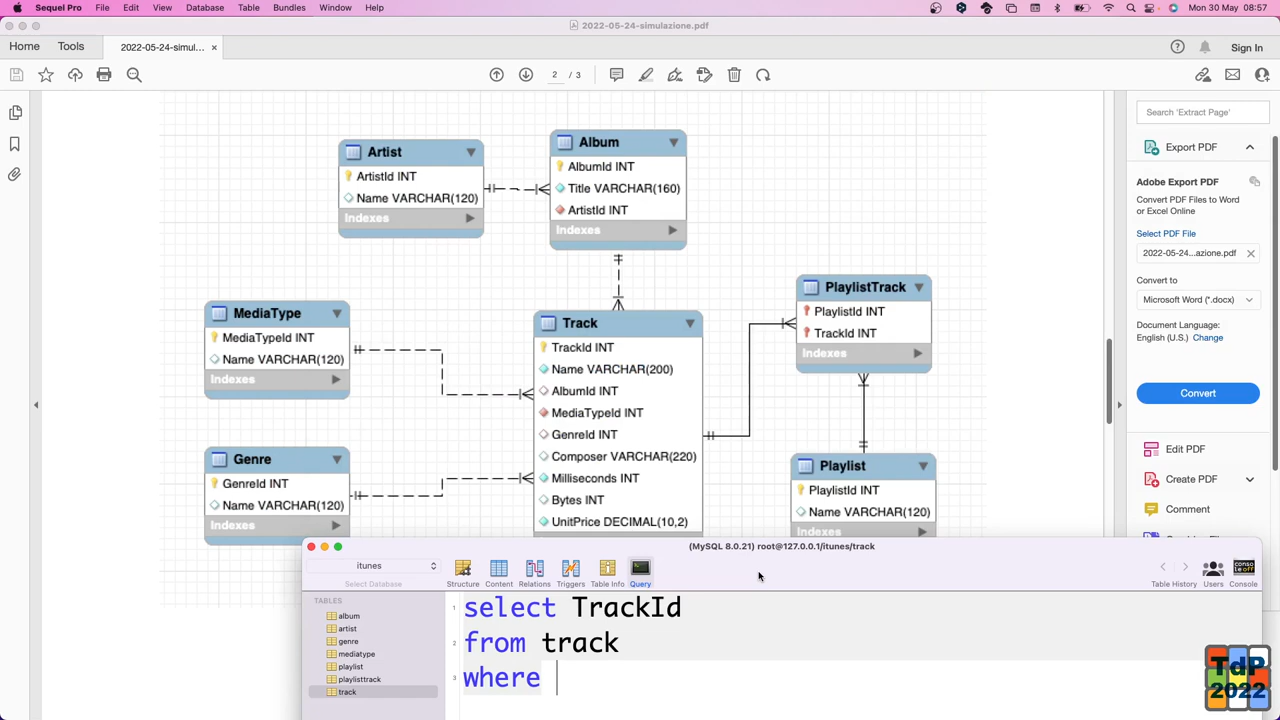 Sequel Pro File Edit View Database Table Bundles Window Help Mon 30 May 08:57
2022-05-24-simulazione.pdf
Home Tools 2022-05-24-simul... × Sign In
2 / 3
Search 'Extract Page'
Export PDF
Adobe Export PDF
Convert PDF Files to Word
or Excel Online
Select PDF File
2022-05-24...azione.pdf
Convert to
Microsoft Word (*.docx)
Document Language:
English (U.S.) Change
Convert
Edit PDF
Create PDF
Comment
Artist
ArtistId INT
Name VARCHAR(120)
Indexes
Album
AlbumId INT
Title VARCHAR(160)
ArtistId INT
Indexes
MediaType
MediaTypeId INT
Name VARCHAR(120)
Indexes
Track
TrackId INT
Name VARCHAR(200)
AlbumId INT
MediaTypeId INT
GenreId INT
Composer VARCHAR(220)
Milliseconds INT
Bytes INT
UnitPrice DECIMAL(10,2)
PlaylistTrack
PlaylistId INT
TrackId INT
Indexes
Genre
GenreId INT
Name VARCHAR(120)
Indexes
Playlist
PlaylistId INT
Name VARCHAR(120)
Indexes
(MySQL 8.0.21) root@127.0.0.1/itunes/track
itunes
Select Database
Structure Content Relations Triggers Table Info Query Table History Users Console
TABLES
album
artist
genre
mediatype
playlist
playlisttrack
track
1 select TrackId
2 from track
3 where
TdP
2022